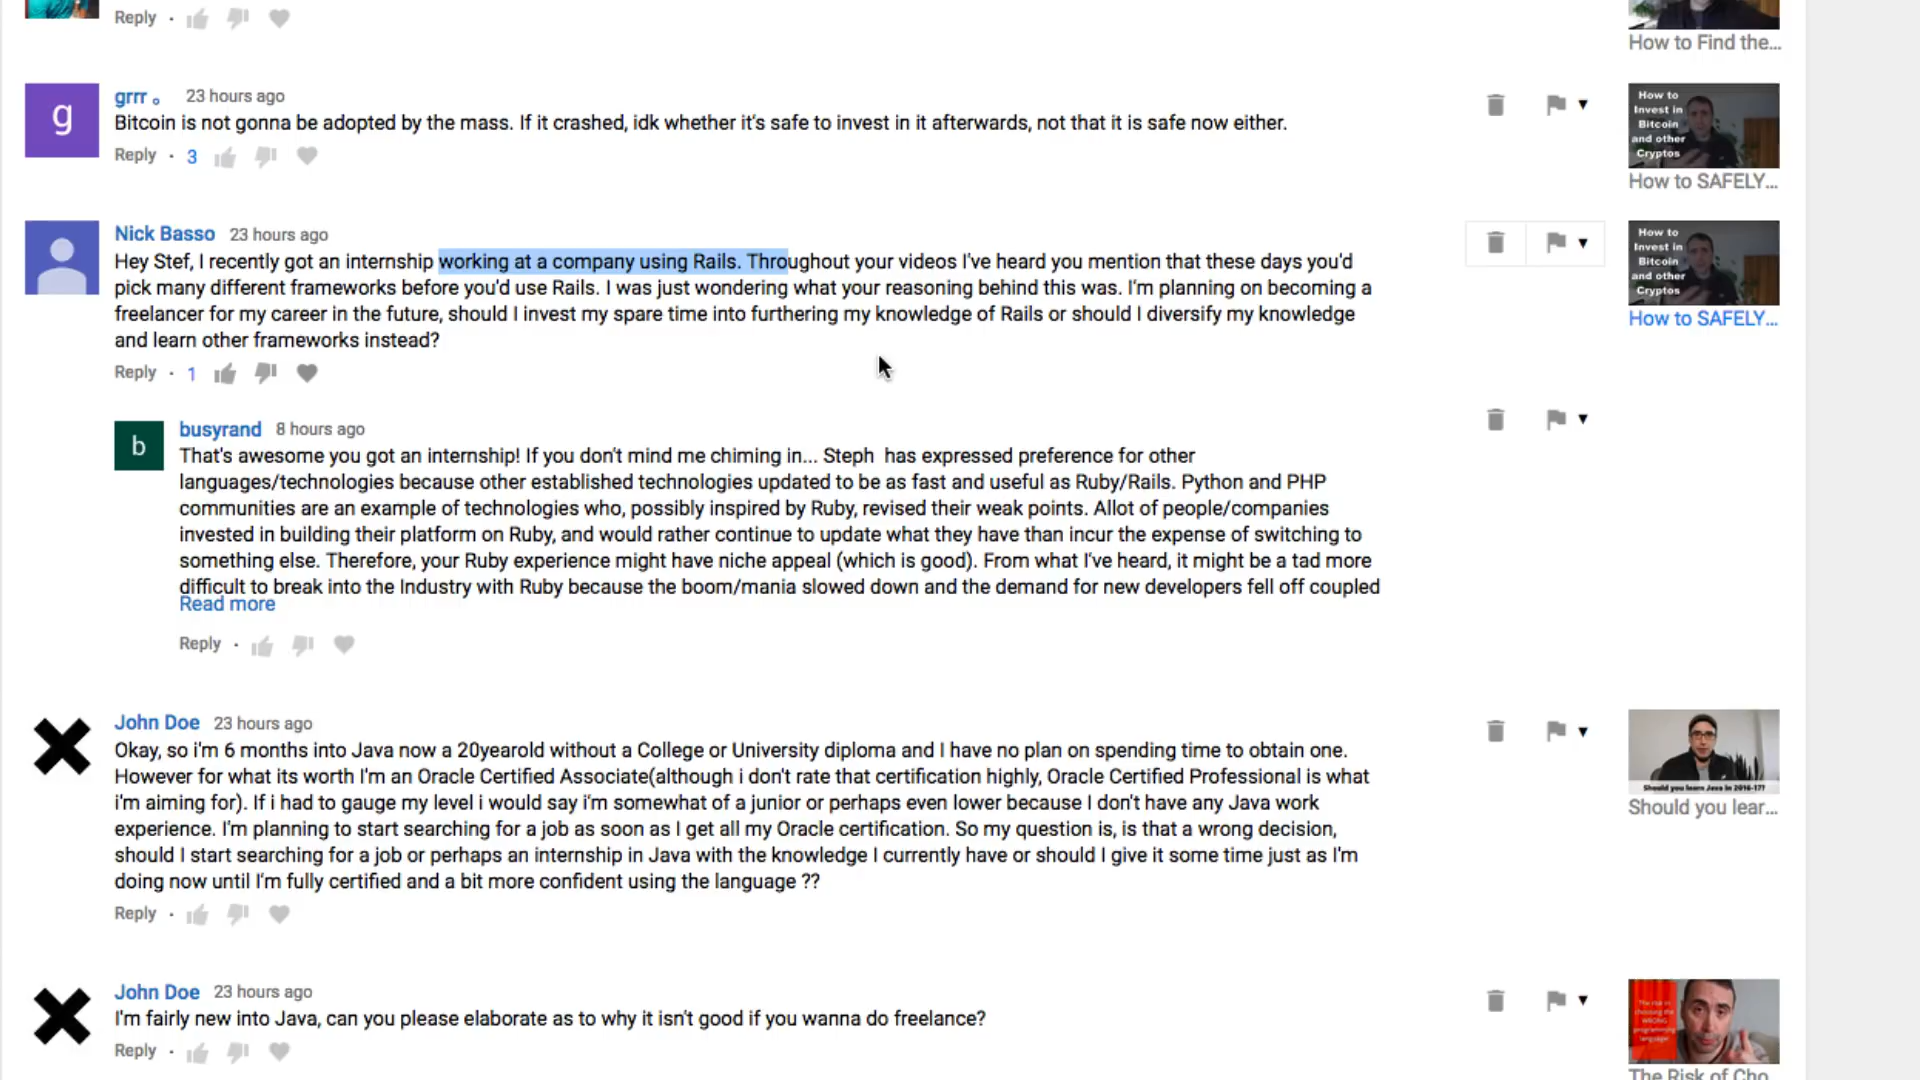 Reply ·
How to Find the...
g
grrr 。 23 hours ago
Bitcoin is not gonna be adopted by the mass. If it crashed, idk whether it's safe to invest in it afterwards, not that it is safe now either.
Reply · 3
How to
Invest in
Bitcoin
and other
Cryptos
How to SAFELY...
Nick Basso 23 hours ago
Hey Stef, I recently got an internship working at a company using Rails. Throughout your videos I've heard you mention that these days you'd
pick many different frameworks before you'd use Rails. I was just wondering what your reasoning behind this was. I'm planning on becoming a
freelancer for my career in the future, should I invest my spare time into furthering my knowledge of Rails or should I diversify my knowledge
and learn other frameworks instead?
Reply · 1
How to
Invest in
Bitcoin
and other
Cryptos
How to SAFELY...
b
busyrand 8 hours ago
That's awesome you got an internship! If you don't mind me chiming in... Steph has expressed preference for other
languages/technologies because other established technologies updated to be as fast and useful as Ruby/Rails. Python and PHP
communities are an example of technologies who, possibly inspired by Ruby, revised their weak points. Allot of people/companies
invested in building their platform on Ruby, and would rather continue to update what they have than incur the expense of switching to
something else. Therefore, your Ruby experience might have niche appeal (which is good). From what I've heard, it might be a tad more
difficult to break into the Industry with Ruby because the boom/mania slowed down and the demand for new developers fell off coupled
Read more
Reply ·
John Doe 23 hours ago
Okay, so i'm 6 months into Java now a 20yearold without a College or University diploma and I have no plan on spending time to obtain one.
However for what its worth I'm an Oracle Certified Associate(although i don't rate that certification highly, Oracle Certified Professional is what
i'm aiming for). If i had to gauge my level i would say i'm somewhat of a junior or perhaps even lower because I don't have any Java work
experience. I'm planning to start searching for a job as soon as I get all my Oracle certification. So my question is, is that a wrong decision,
should I start searching for a job or perhaps an internship in Java with the knowledge I currently have or should I give it some time just as I'm
doing now until I'm fully certified and a bit more confident using the language ??
Reply ·
Should you learn Java in 2016-17?
Should you lear...
John Doe 23 hours ago
I'm fairly new into Java, can you please elaborate as to why it isn't good if you wanna do freelance?
Reply ·
The risk in
choosing the
WRONG
programming
language!
The Risk of Cho...